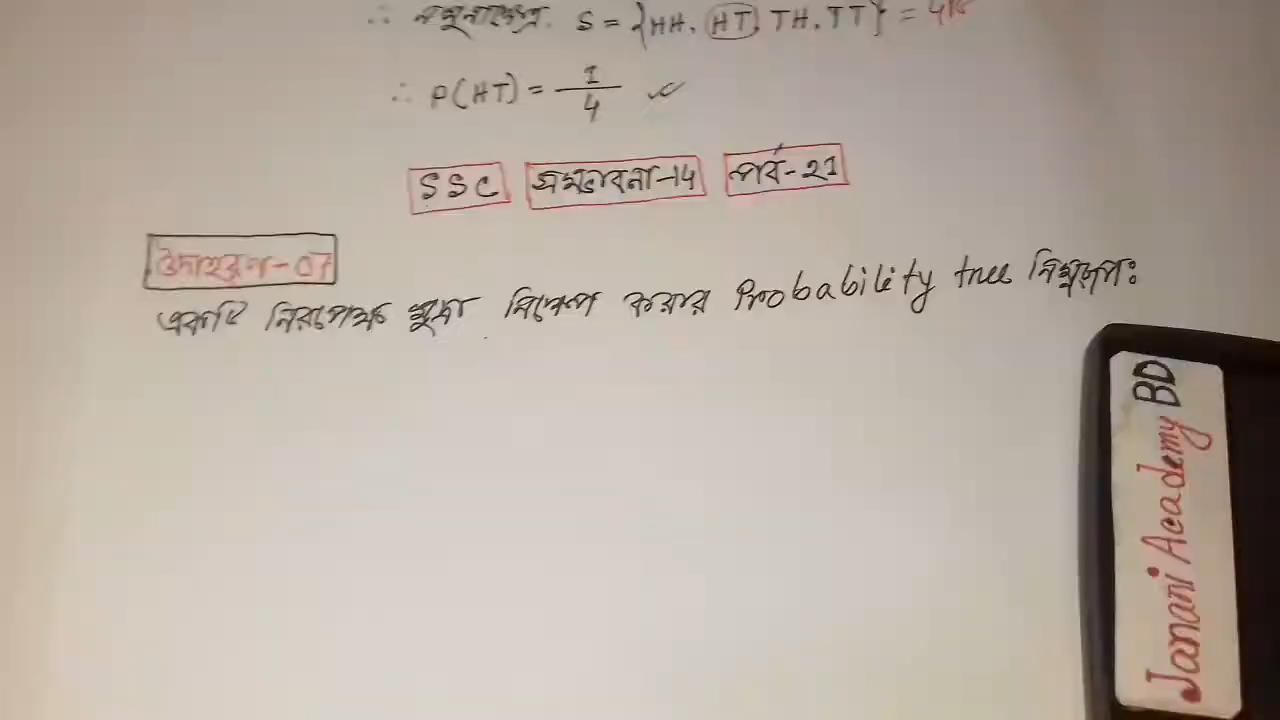 ∴ নমুনাক্ষেত্র. S = {HH, HT, TH, TT} = 4টি
∴ P(HT) = 1/4 ✓
SSC সম্ভাবনা-14 পর্ব-21
উদাহরণ-07
একটি নিরপেক্ষ মুদ্রা নিক্ষেপ করার Probability tree নিম্নরূপঃ
Janani Academy BD